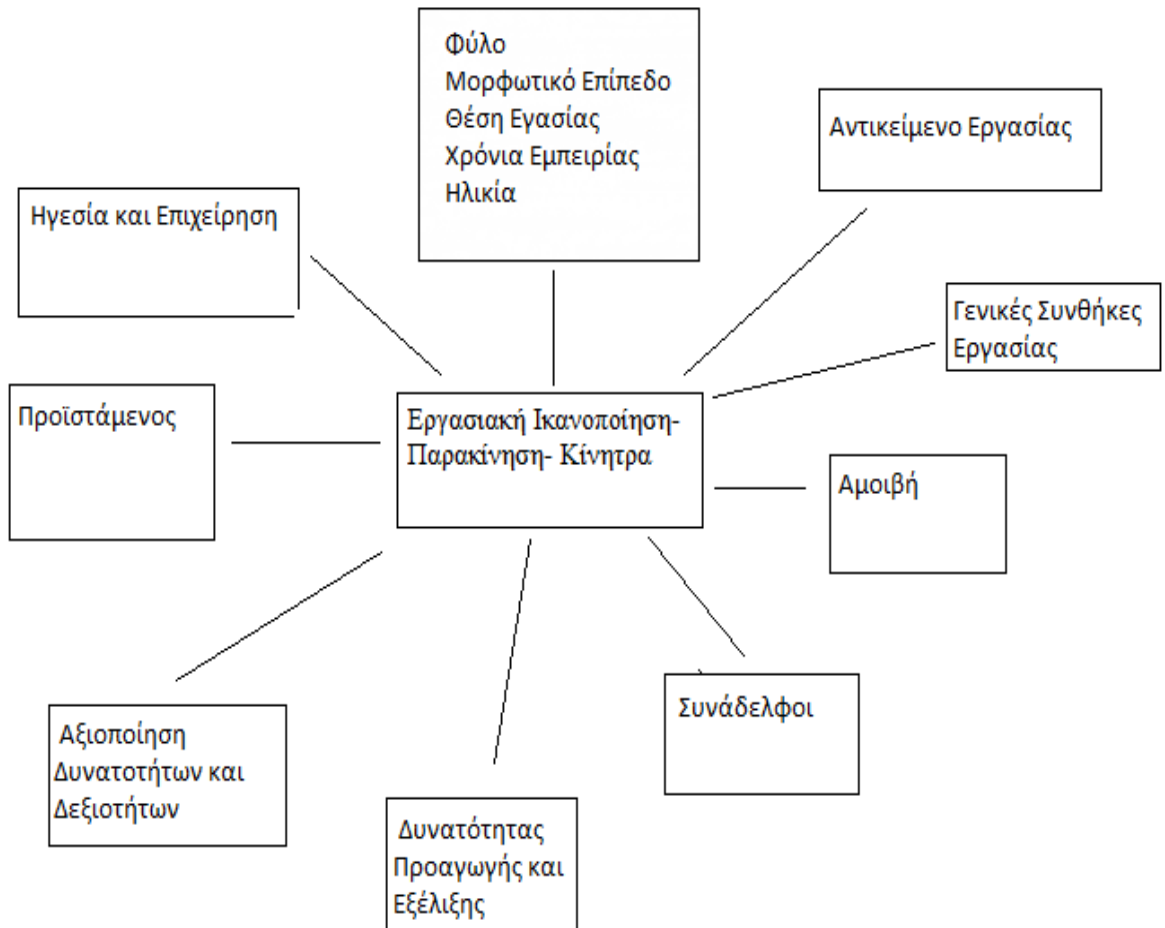 Φύλο
Μορφωτικό Επίπεδο
Θέση Εγασίας
Χρόνια Εμπειρίας
Ηλικία
Αντικείμενο Εργασίας
Ηγεσία και Επιχείρηση
Γενικές Συνθήκες
Εργασίας
Προϊστάμενος
Εργασιακή Ικανοποίηση-
Παρακίνηση- Κίνητρα
Αμοιβή
Συνάδελφοι
Αξιοποίηση
Δυνατοτήτων και
Δεξιοτήτων
Δυνατότητας
Προαγωγής και
Εξέλιξης